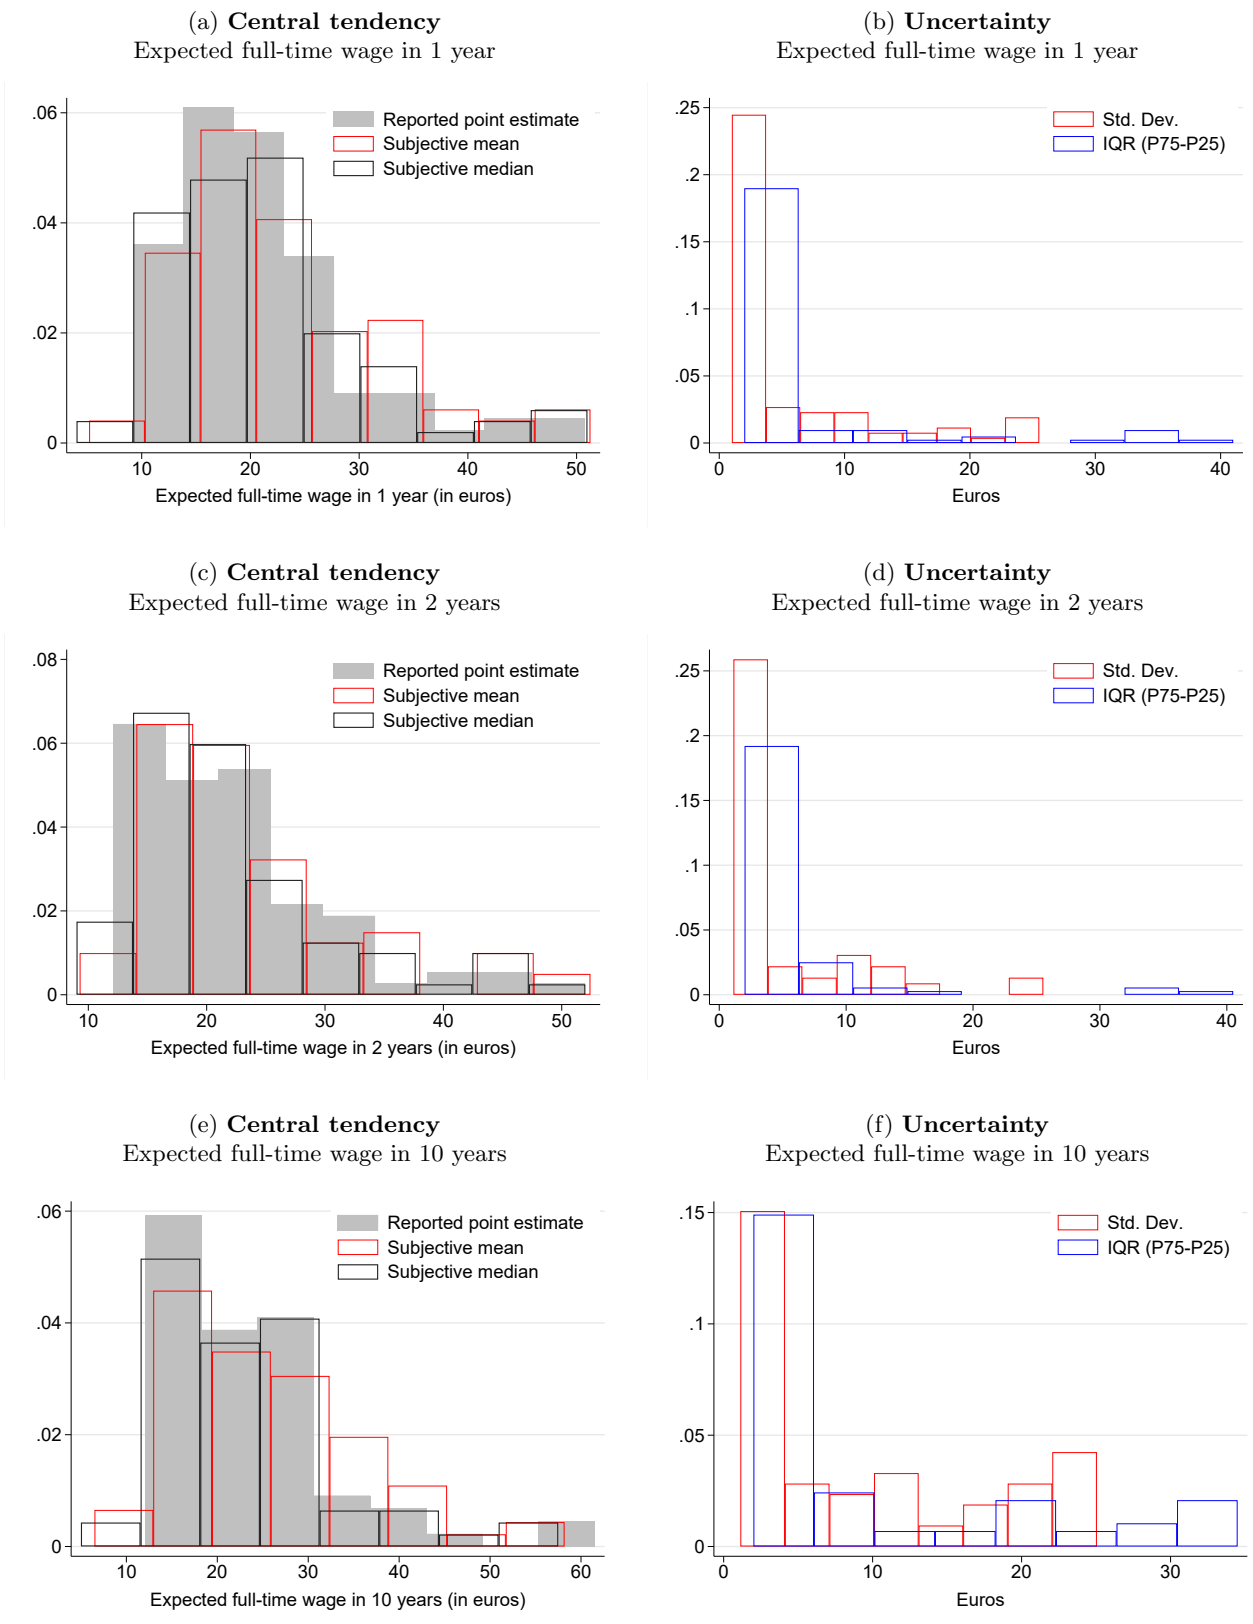 (a) Central tendency
Expected full-time wage in 1 year
.06
.04
.02
0
Reported point estimate
Subjective mean
Subjective median
10 20 30 40 50
Expected full-time wage in 1 year (in euros)
(b) Uncertainty
Expected full-time wage in 1 year
.25
.2
.15
.1
.05
0
Std. Dev.
IQR (P75-P25)
0 10 20 30 40
Euros
(c) Central tendency
Expected full-time wage in 2 years
.08
.06
.04
.02
0
Reported point estimate
Subjective mean
Subjective median
10 20 30 40 50
Expected full-time wage in 2 years (in euros)
(d) Uncertainty
Expected full-time wage in 2 years
.25
.2
.15
.1
.05
0
Std. Dev.
IQR (P75-P25)
0 10 20 30 40
Euros
(e) Central tendency
Expected full-time wage in 10 years
.06
.04
.02
0
Reported point estimate
Subjective mean
Subjective median
10 20 30 40 50 60
Expected full-time wage in 10 years (in euros)
(f) Uncertainty
Expected full-time wage in 10 years
.15
.1
.05
0
Std. Dev.
IQR (P75-P25)
0 10 20 30
Euros